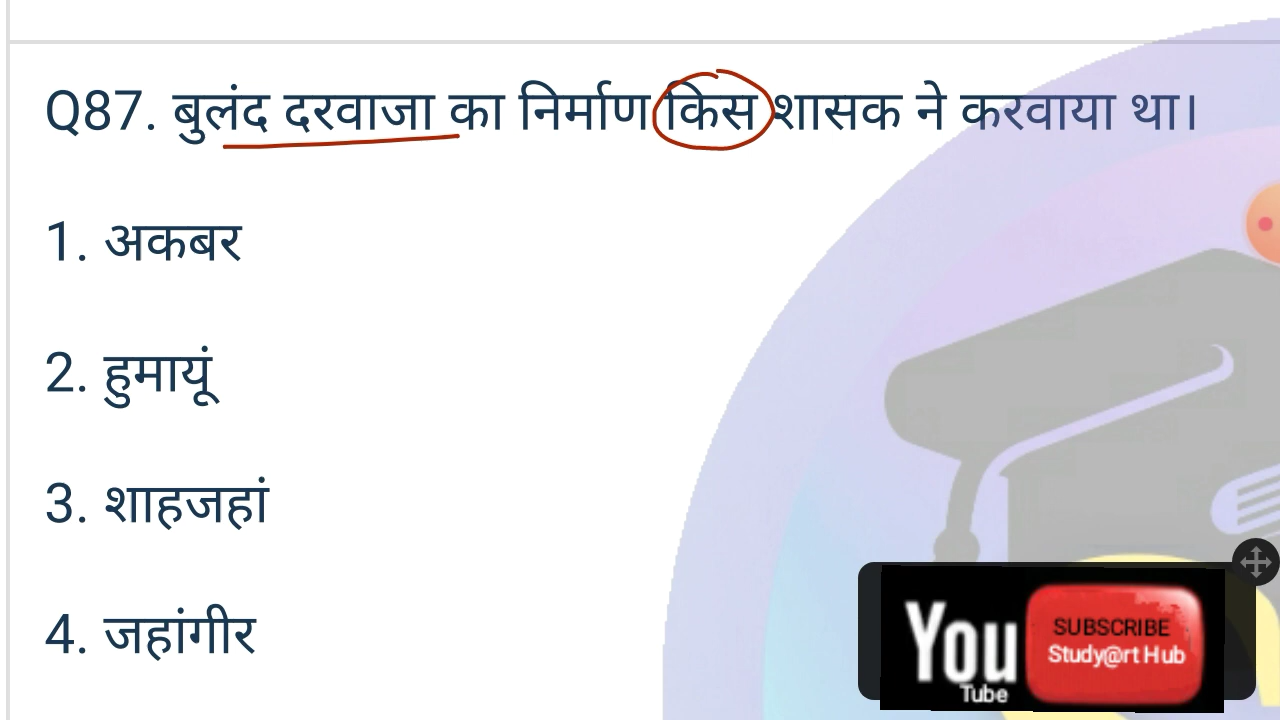 Q87. बुलंद दरवाजा का निर्माण किस शासक ने करवाया था।
1. अकबर
2. हुमायूं
3. शाहजहां
4. जहांगीर
You
Tube
SUBSCRIBE
Study@rt Hub